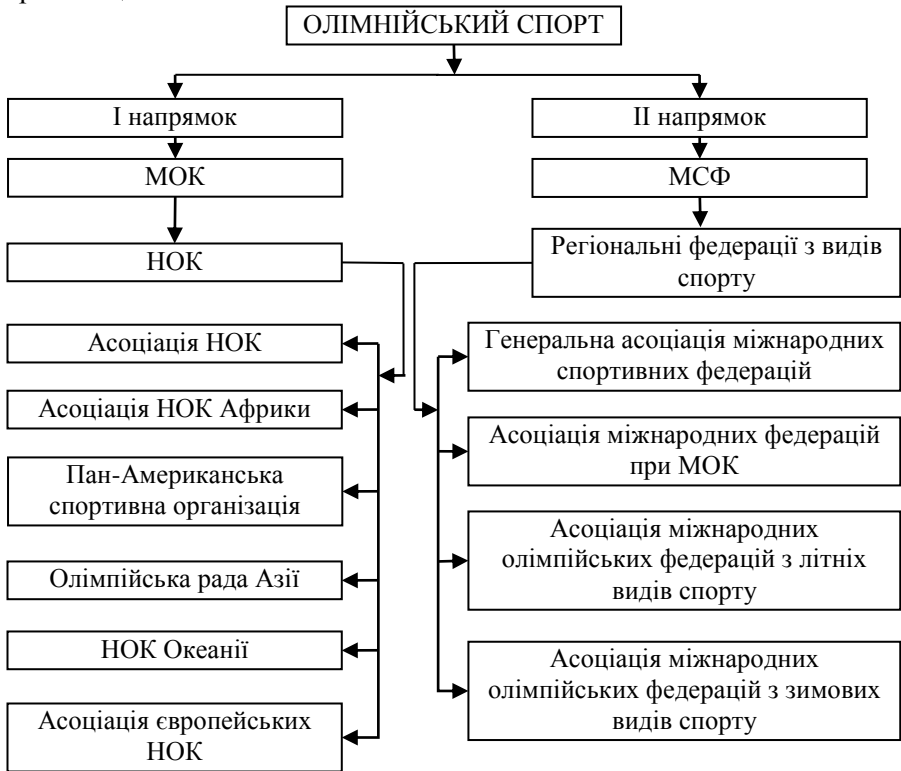 ОЛІМНІЙСЬКИЙ СПОРТ
І напрямок
ІІ напрямок
МОК
МСФ
НОК
Регіональні федерації з видів
спорту
Асоціація НОК
Асоціація НОК Африки
Пан-Американська
спортивна організація
Олімпійська рада Азії
НОК Океанії
Асоціація європейських
НОК
Генеральна асоціація міжнародних
спортивних федерацій
Асоціація міжнародних федерацій
при МОК
Асоціація міжнародних
олімпійських федерацій з літніх
видів спорту
Асоціація міжнародних
олімпійських федерацій з зимових
видів спорту